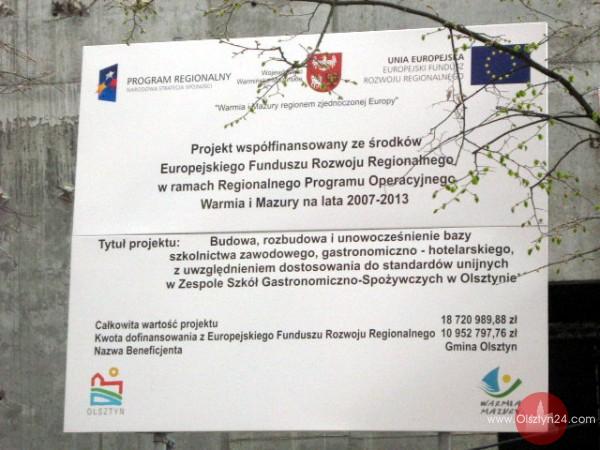 PROGRAM REGIONALNY
NARODOWA STRATEGIA SPÓJNOŚCI
UNIA EUROPEJSKA
EUROPEJSKI FUNDUSZ
ROZWOJU REGIONALNEGO
"Warmia i Mazury regionem zjednoczonej Europy"
Projekt współfinansowany ze środków
Europejskiego Funduszu Rozwoju Regionalnego
w ramach Regionalnego Programu Operacyjnego
Warmia i Mazury na lata 2007-2013
Tytuł projektu: Budowa, rozbudowa i unowocześnienie bazy
szkolnictwa zawodowego, gastronomiczno - hotelarskiego,
z uwzględnieniem dostosowania do standardów unijnych
w Zespole Szkół Gastronomiczno-Spożywczych w Olsztynie
Całkowita wartość projektu 18 720 989,88 zł
Kwota dofinansowania z Europejskiego Funduszu Rozwoju Regionalnego 10 952 797,76 zł
Nazwa Beneficjenta Gmina Olsztyn
OLSZTYN
WARMIA
MAZURY
www.Olsztyn24.com